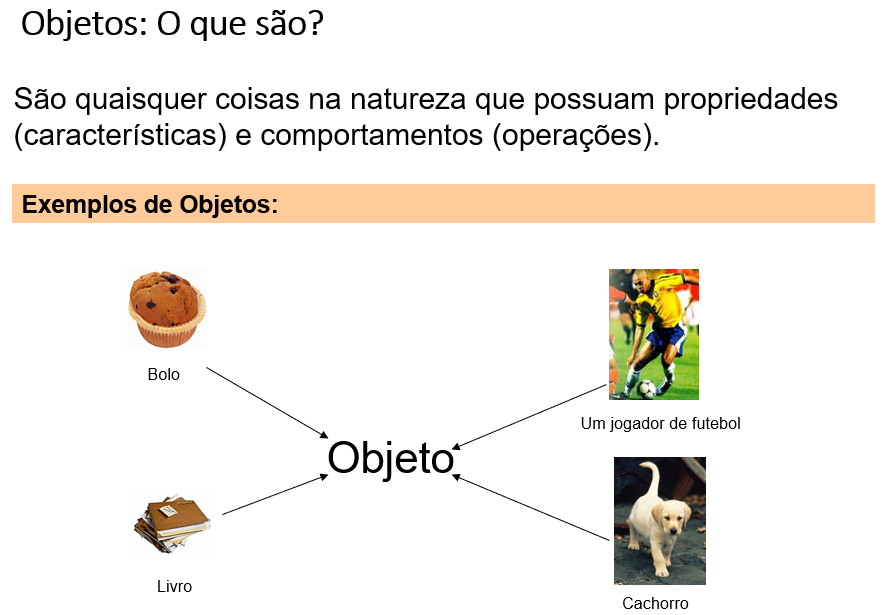 Objetos: O que são?
São quaisquer coisas na natureza que possuam propriedades
(características) e comportamentos (operações).
Exemplos de Objetos:
Bolo
Um jogador de futebol
Objeto
Livro
Cachorro